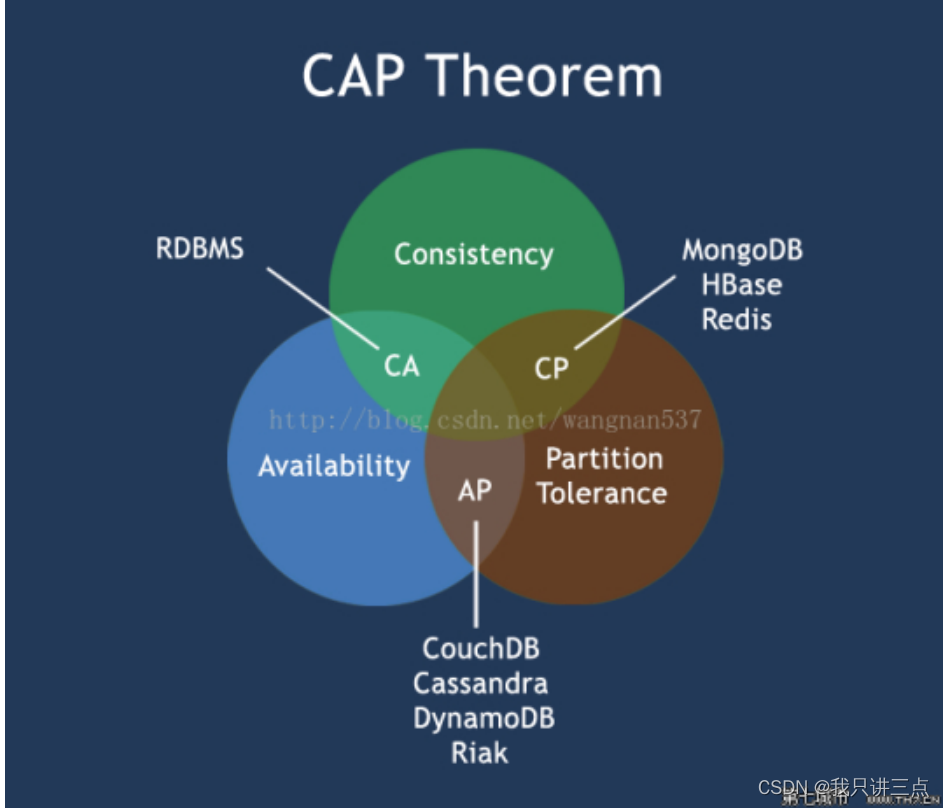 CAP Theorem
RDBMS
Consistency
MongoDB
HBase
Redis
CA
CP
http://blog.csdn.net/wangnan537
Availability
Partition
Tolerance
AP
CouchDB
Cassandra
DynamoDB
Riak
CSDN @我只讲三点